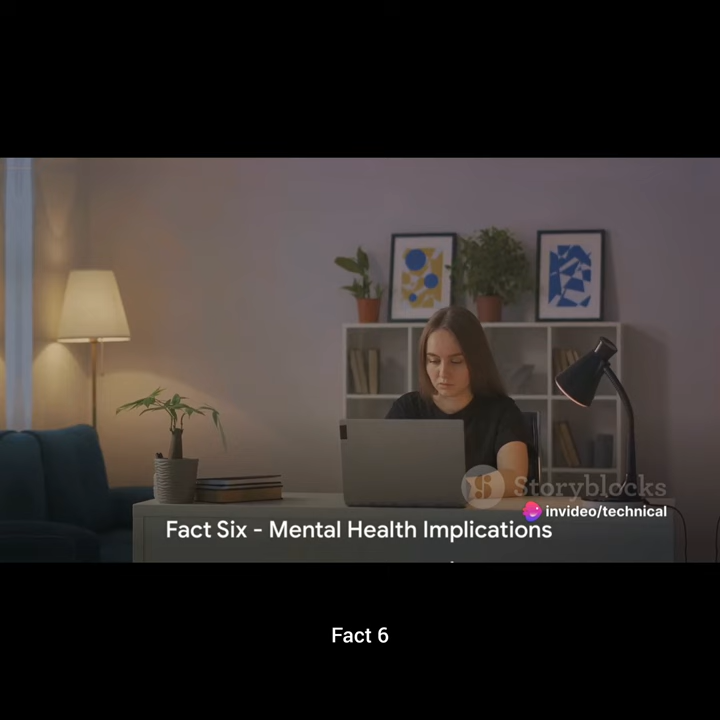 Storyblocks
invideo/technical
Fact Six - Mental Health Implications
Fact 6